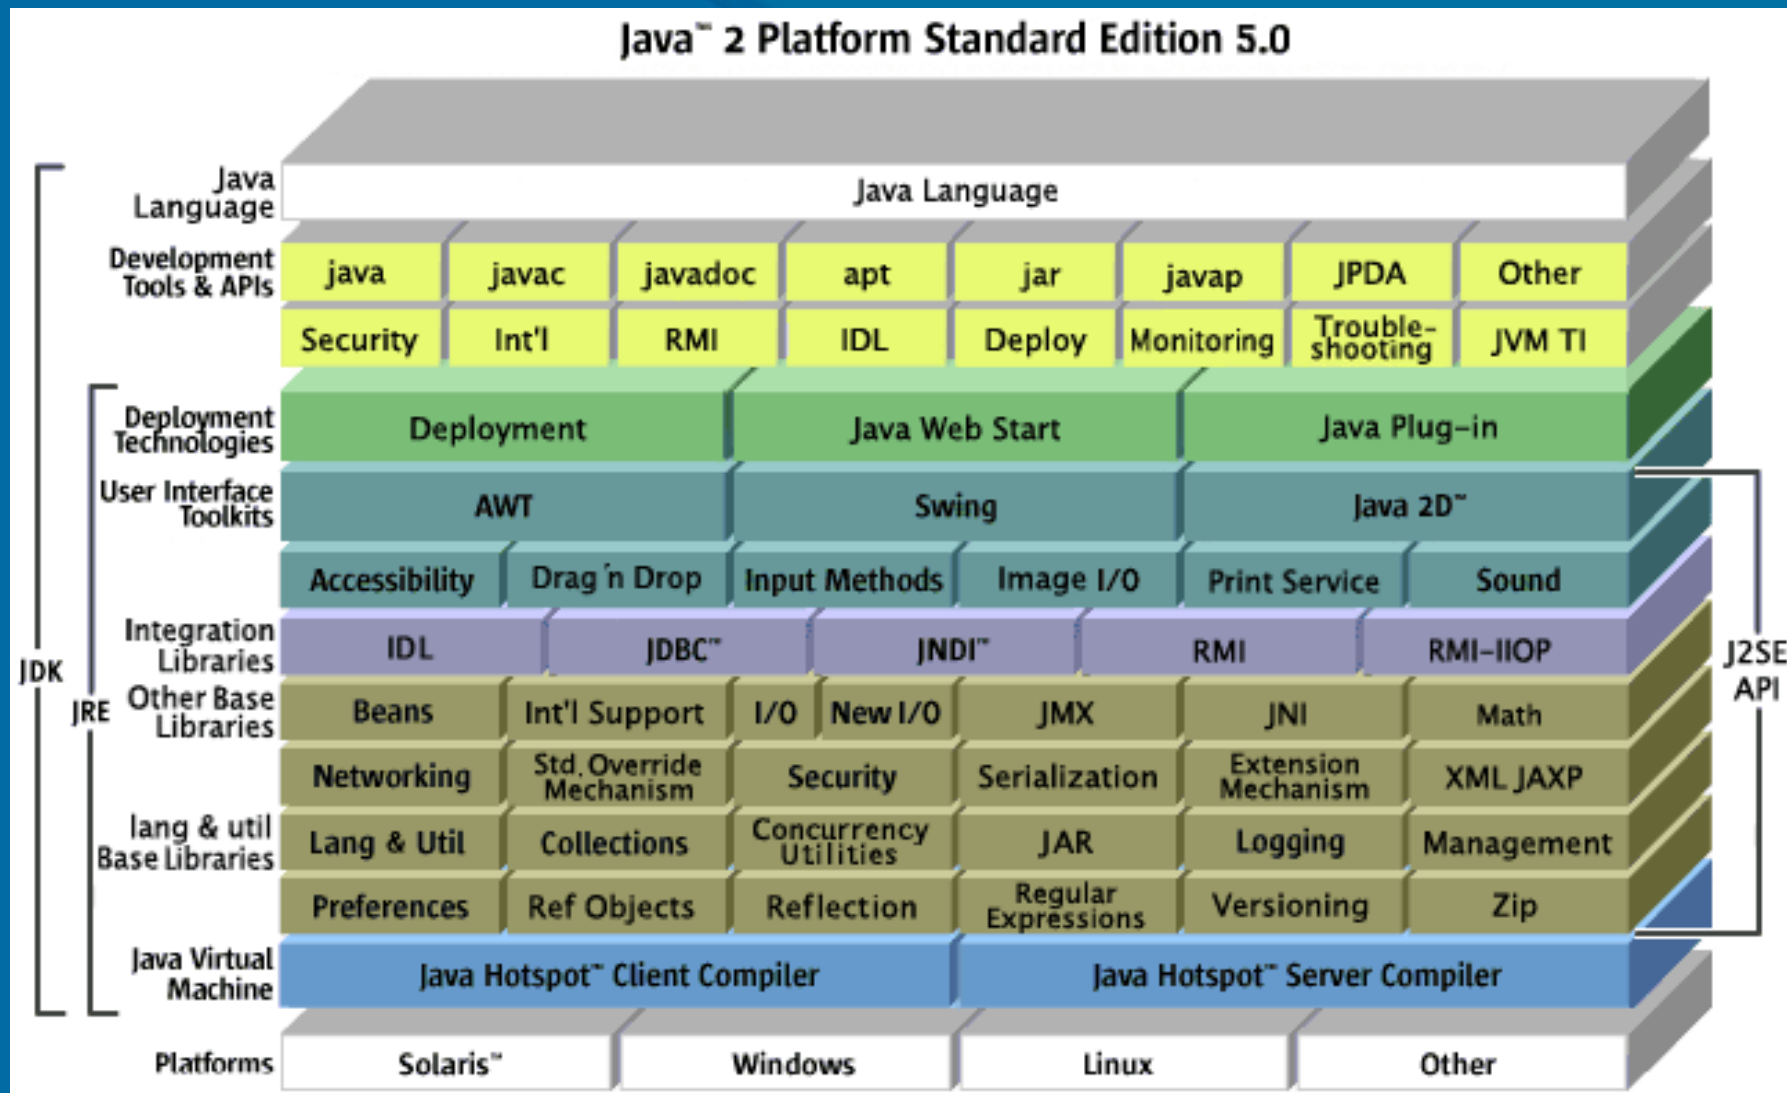 Java™ 2 Platform Standard Edition 5.0
Java
Language
Java Language
Development
Tools & APIs
java javac javadoc apt jar javap JPDA Other
Security Int'l RMI IDL Deploy Monitoring Trouble-
shooting JVM TI
Deployment
Technologies
Deployment Java Web Start Java Plug-in
User Interface
Toolkits
AWT Swing Java 2D™
Accessibility Drag 'n Drop Input Methods Image I/O Print Service Sound
Integration
Libraries
IDL JDBC™ JNDI™ RMI RMI-IIOP
JDK
JRE
J2SE
API
Other Base
Libraries
Beans Int'l Support I/O New I/O JMX JNI Math
Networking Std. Override
Mechanism Security Serialization Extension
Mechanism XML JAXP
lang & util
Base Libraries
Lang & Util Collections Concurrency
Utilities JAR Logging Management
Preferences Ref Objects Reflection Regular
Expressions Versioning Zip
Java Virtual
Machine
Java Hotspot™ Client Compiler Java Hotspot™ Server Compiler
Platforms
Solaris™ Windows Linux Other